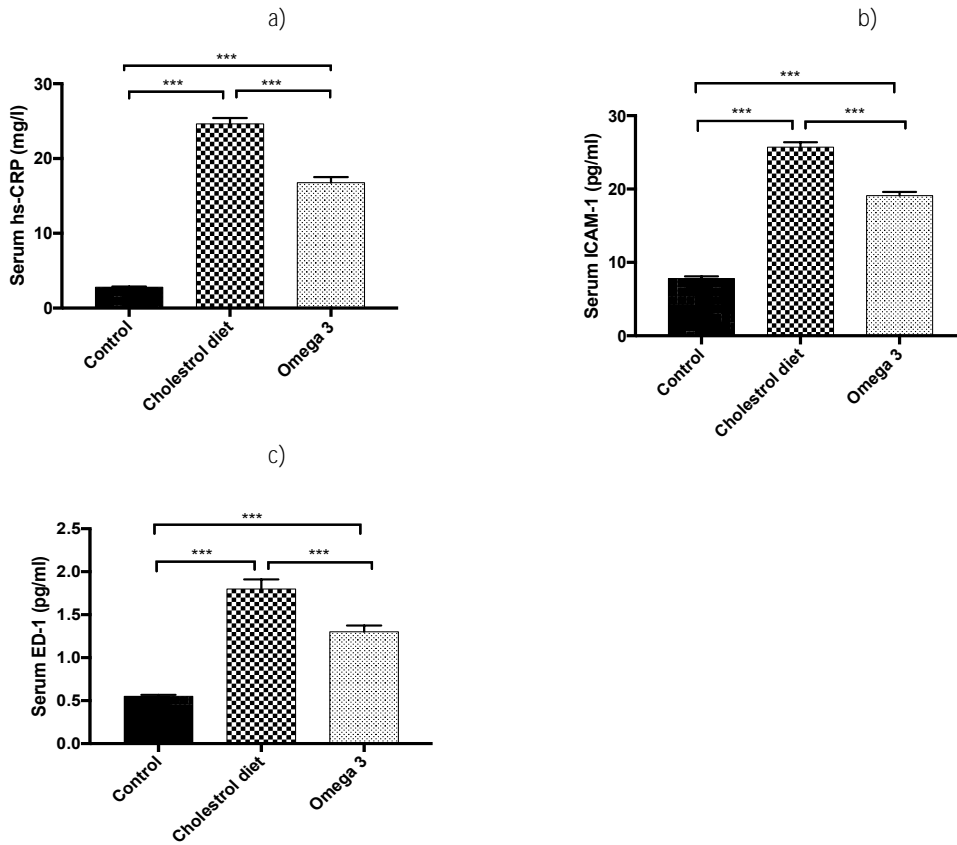 a)
***
***
***
30
20
10
0
Serum hs-CRP (mg/l)
Control
Cholestrol diet
Omega 3
b)
***
***
***
30
20
10
0
Serum ICAM-1 (pg/ml)
Control
Cholestrol diet
Omega 3
c)
***
***
***
2.5
2.0
1.5
1.0
0.5
0.0
Serum ED-1 (pg/ml)
Control
Cholestrol diet
Omega 3